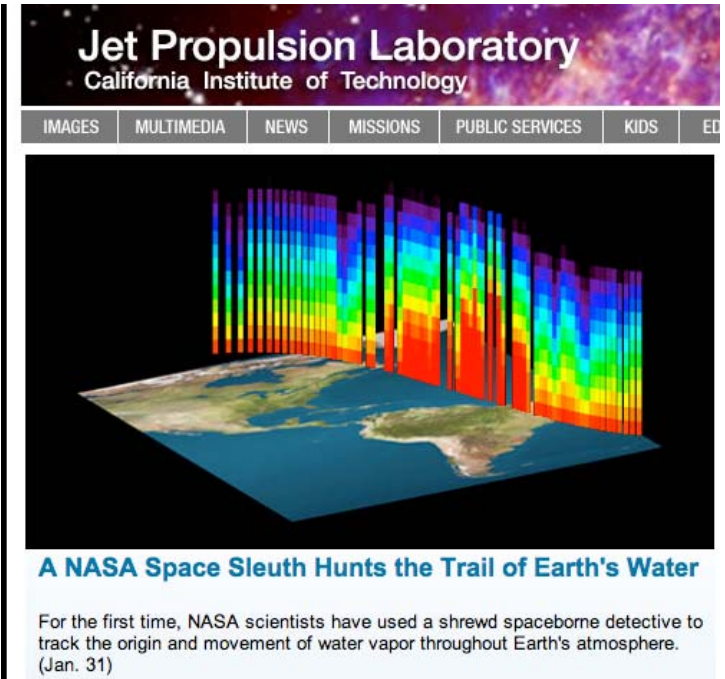 Jet Propulsion Laboratory
California Institute of Technology
IMAGES MULTIMEDIA NEWS MISSIONS PUBLIC SERVICES KIDS ED
A NASA Space Sleuth Hunts the Trail of Earth's Water
For the first time, NASA scientists have used a shrewd spaceborne detective to
track the origin and movement of water vapor throughout Earth's atmosphere.
(Jan. 31)